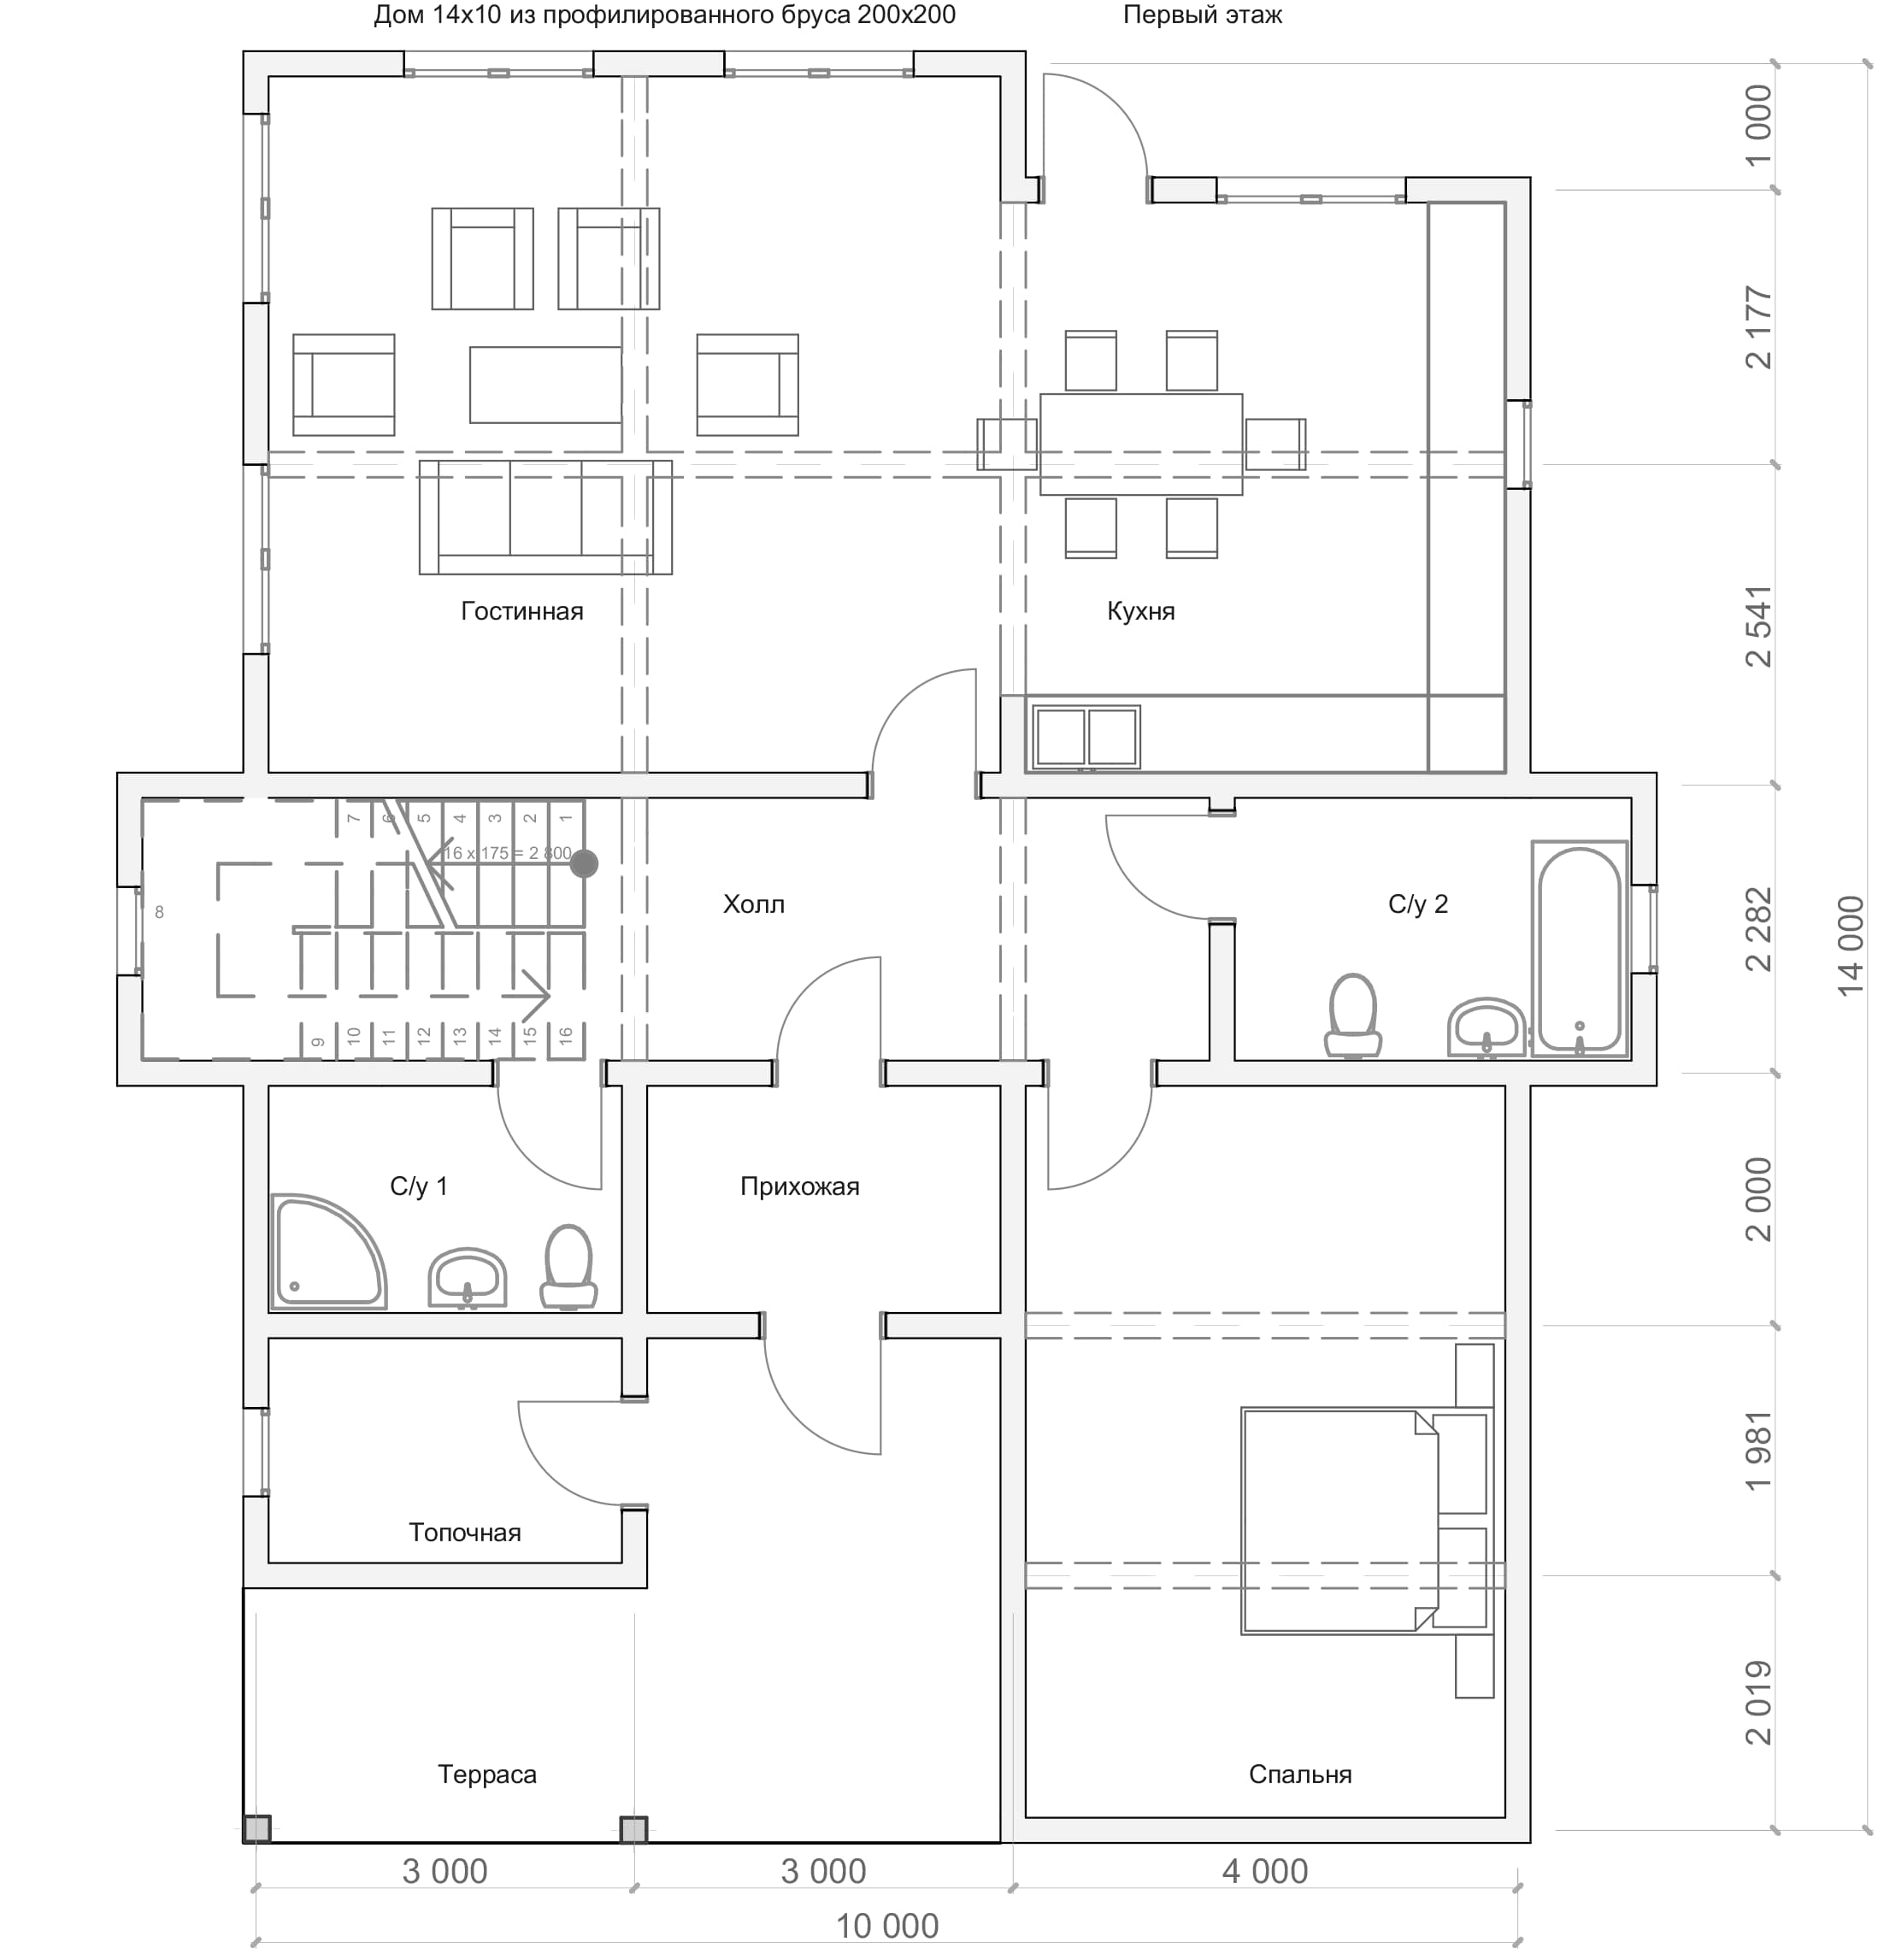 Дом 14х10 из профилированного бруса 200х200 Первый этаж
1 000
2 177
2 541
Гостинная Кухня
7 6 5 4 3 2 1
16 x 175 = 2 800
8
Холл С/у 2
2 282
14 000
9 10 11 12 13 14 15 16
С/у 1 Прихожая
2 000
1 981
Топочная
2 019
Терраса Спальня
3 000 3 000 4 000
10 000